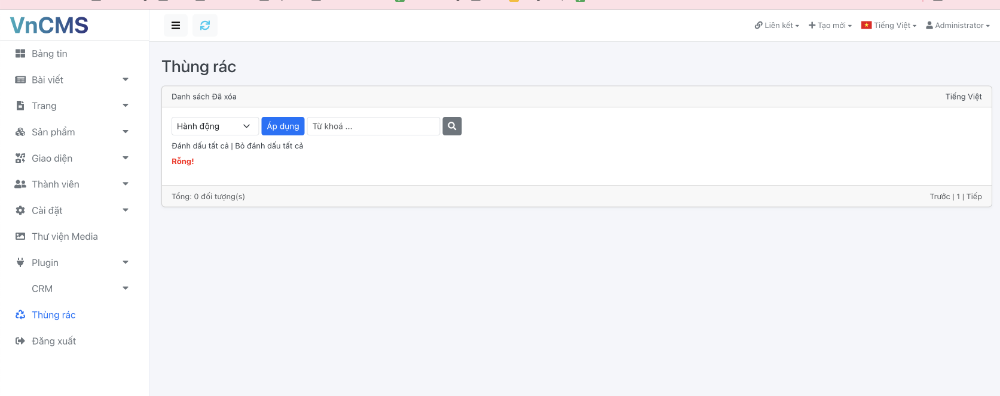 VnCMS
Liên kết
Tạo mới
Tiếng Việt
Administrator
Bảng tin
Bài viết
Trang
Sản phẩm
Giao diện
Thành viên
Cài đặt
Thư viện Media
Plugin
CRM
Thùng rác
Đăng xuất
Thùng rác
Danh sách Đã xóa
Tiếng Việt
Hành động
Áp dụng
Từ khoá ...
Đánh dấu tất cả | Bỏ đánh dấu tất cả
Rỗng!
Tổng: 0 đối tượng(s)
Trước | 1 | Tiếp